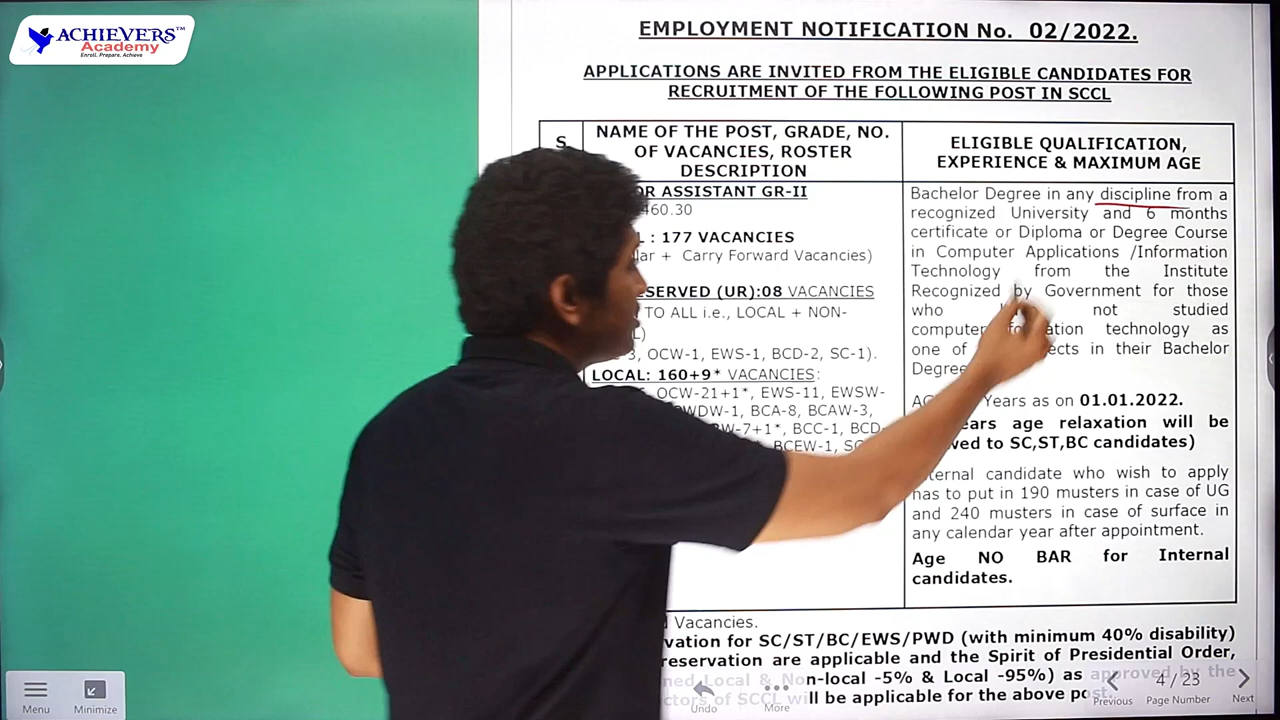 ACHIEVERS™
Academy
Enroll. Prepare. Achieve
EMPLOYMENT NOTIFICATION No. 02/2022.
APPLICATIONS ARE INVITED FROM THE ELIGIBLE CANDIDATES FOR
RECRUITMENT OF THE FOLLOWING POST IN SCCL
S
NAME OF THE POST, GRADE, NO.
OF VACANCIES, ROSTER
DESCRIPTION
ASSISTANT GR-II
460.30
: 177 VACANCIES
+ Carry Forward Vacancies)
(UR):08 VACANCIES
TO ALL i.e., LOCAL + NON-
OCW-1, EWS-1, BCD-2, SC-1).
LOCAL: 160+9* VACANCIES:
OCW-21+1*, EWS-11, EWSW-
BCA-8, BCAW-3,
BCC-1, BCD-
BCEW-1,
ELIGIBLE QUALIFICATION,
EXPERIENCE & MAXIMUM AGE
Bachelor Degree in any discipline from a
recognized University and 6 months
certificate or Diploma or Degree Course
in Computer Applications /Information
Technology from the Institute
Recognized by Government for those
who not studied
computer technology as
one of in their Bachelor
Degree
Years as on 01.01.2022.
age relaxation will be
to SC,ST,BC candidates)
candidate who wish to apply
has to put in 190 musters in case of UG
and 240 musters in case of surface in
any calendar year after appointment.
Age NO BAR for Internal
candidates.
Vacancies.
for SC/ST/BC/EWS/PWD (with minimum 40% disability)
reservation are applicable and the Spirit of Presidential Order,
Local & Non-local -5% & Local -95%) as approved by the
of SCCL will be applicable for the above post.
Menu
Minimize
Undo
More
Previous
4 / 23
Page Number
Next